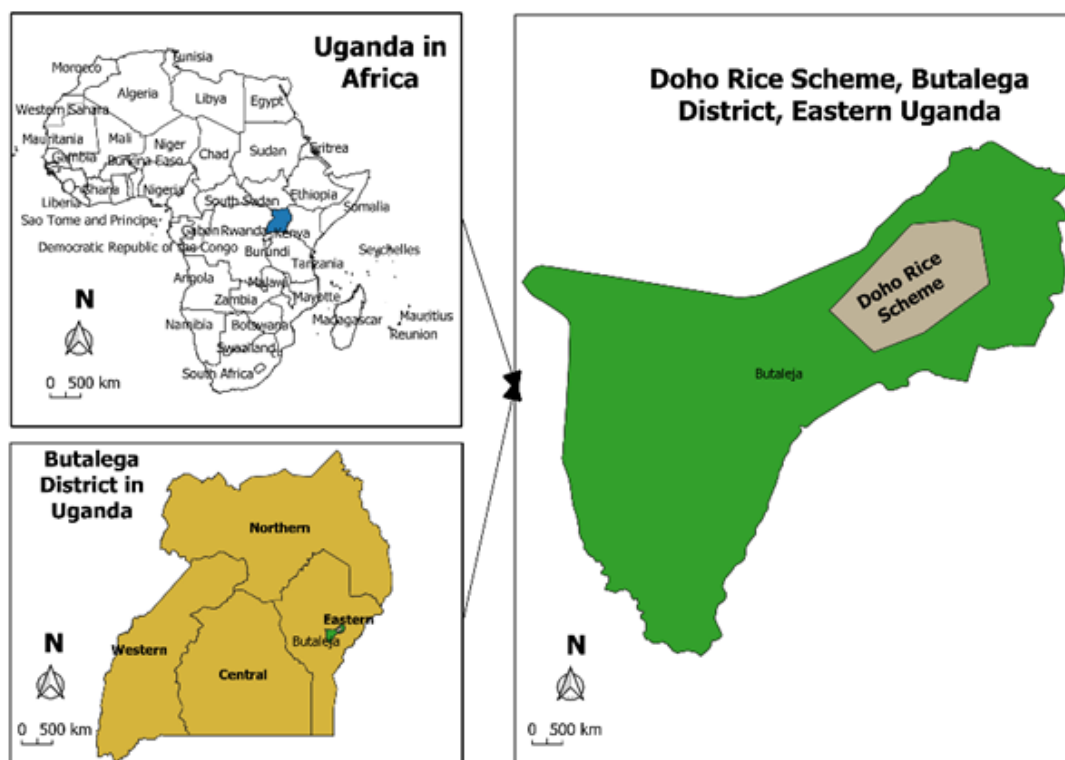 Uganda in
Africa
Tunisia
Morocco
Algeria
Libya
Egypt
Western Sahara
Mauritania
Mali
Niger
Chad
Sudan
Eritrea
Gambia
Burkina Faso
Ghana
Nigeria
South Sudan
Ethiopia
Liberia
Somalia
Sao Tome and Principe
Gabon
Rwanda
Kenya
Democratic Republic of the Congo
Burundi
Seychelles
Tanzania
Angola
Malawi
Zambia
Mayotte
Namibia
Botswana
Madagascar
Mauritius
Reunion
Swaziland
South Africa
N
0 500 km
Butalega
District in
Uganda
Northern
Eastern
Butaleja
Western
Central
N
0 500 km
Doho Rice Scheme, Butalega
District, Eastern Uganda
Doho Rice
Scheme
Butaleja
N
0 500 km